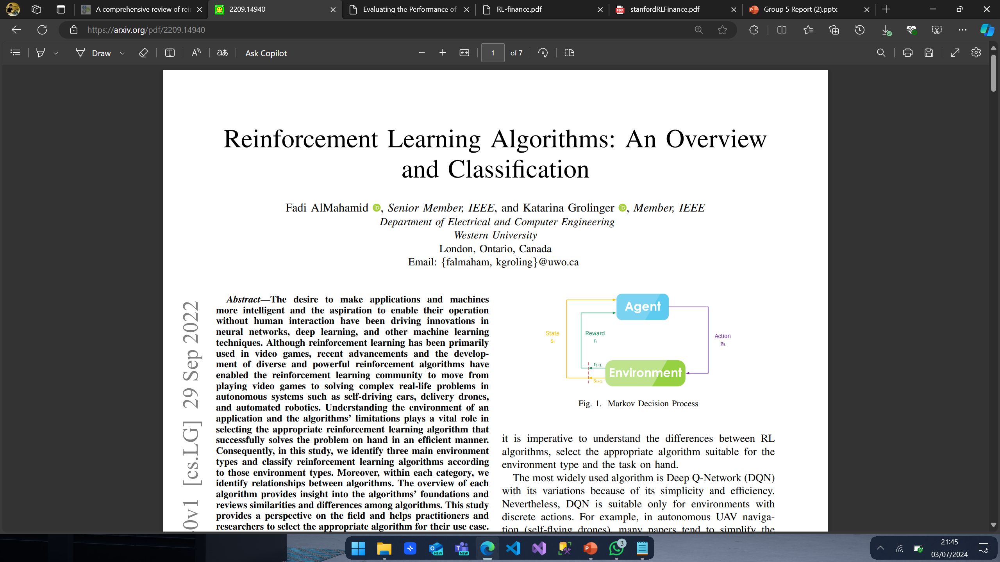 A comprehensive review of rein
2209.14940
Evaluating the Performance of
RL-finance.pdf
stanfordRLFinance.pdf
Group 5 Report (2).pptx
https://arxiv.org/pdf/2209.14940
Draw
Ask Copilot
1 of 7
Reinforcement Learning Algorithms: An Overview
and Classification
Fadi AlMahamid iD, Senior Member, IEEE, and Katarina Grolinger iD, Member, IEEE
Department of Electrical and Computer Engineering
Western University
London, Ontario, Canada
Email: {falmaham, kgroling}@uwo.ca
0v1 [cs.LG] 29 Sep 2022
Abstract—The desire to make applications and machines
more intelligent and the aspiration to enable their operation
without human interaction have been driving innovations in
neural networks, deep learning, and other machine learning
techniques. Although reinforcement learning has been primarily
used in video games, recent advancements and the develop-
ment of diverse and powerful reinforcement algorithms have
enabled the reinforcement learning community to move from
playing video games to solving complex real-life problems in
autonomous systems such as self-driving cars, delivery drones,
and automated robotics. Understanding the environment of an
application and the algorithms’ limitations plays a vital role in
selecting the appropriate reinforcement learning algorithm that
successfully solves the problem on hand in an efficient manner.
Consequently, in this study, we identify three main environment
types and classify reinforcement learning algorithms according
to those environment types. Moreover, within each category, we
identify relationships between algorithms. The overview of each
algorithm provides insight into the algorithms’ foundations and
reviews similarities and differences among algorithms. This study
provides a perspective on the field and helps practitioners and
researchers to select the appropriate algorithm for their use case.
Agent
State
st
Reward
rt
Action
at
rt+1
Environment
st+1
Fig. 1. Markov Decision Process
it is imperative to understand the differences between RL
algorithms, select the appropriate algorithm suitable for the
environment type and the task on hand.
The most widely used algorithm is Deep Q-Network (DQN)
with its variations because of its simplicity and efficiency.
Nevertheless, DQN is suitable only for environments with
discrete actions. For example, in autonomous UAV naviga-
tion (self-flying drones), many papers tend to simplify the
3
21:45
03/07/2024